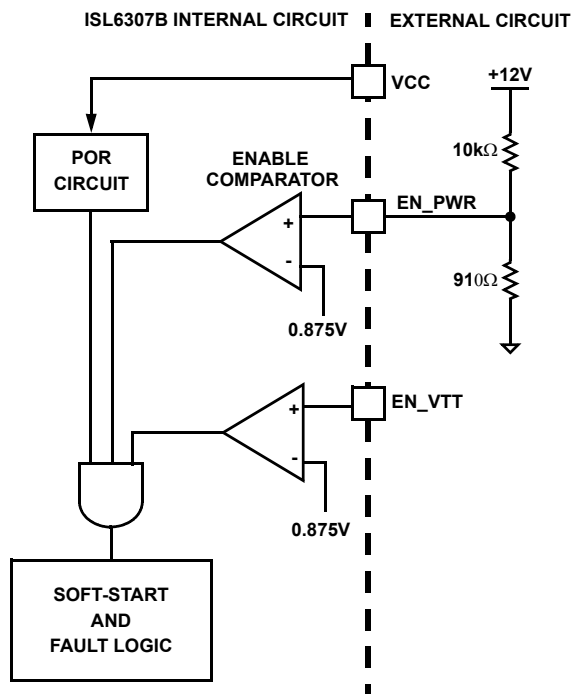 ISL6307B INTERNAL CIRCUIT
EXTERNAL CIRCUIT
VCC
+12V
POR
CIRCUIT
10kΩ
ENABLE
COMPARATOR
EN_PWR
+
-
910Ω
0.875V
EN_VTT
+
-
0.875V
SOFT-START
AND
FAULT LOGIC